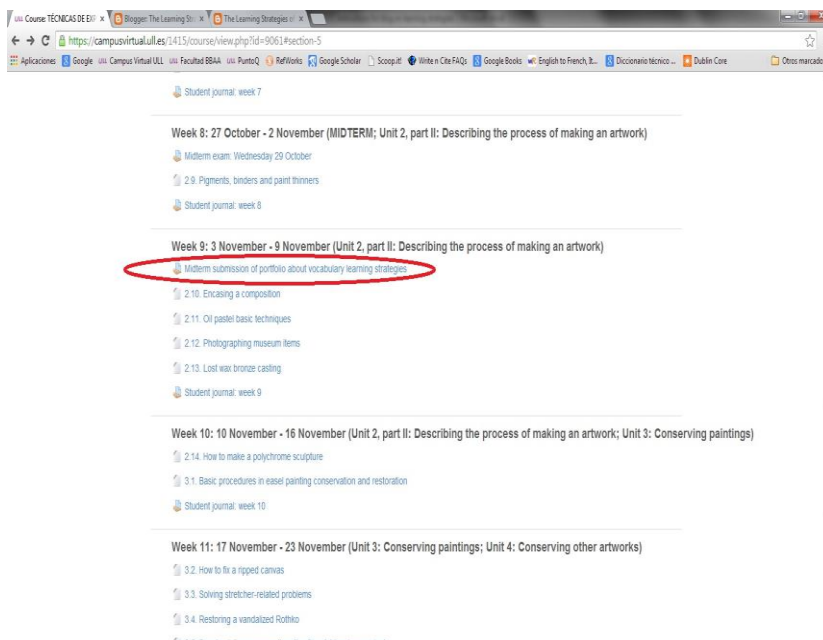 Course: TÉCNICAS DE EX
Blogger: The Learning Str
The Learning Strategies
https://campusvirtual.ull.es/1415/course/view.php?id=9061#section-5
Aplicaciones Google Campus Virtual ULL Facultad BBAA PuntoQ RefWorks Google Scholar Scoop.it! Write n Cite FAQs Google Books English to French, It... Diccionario técnico ... Dublin Core Otros marcado
Student journal: week 7
Week 8: 27 October - 2 November (MIDTERM; Unit 2, part II: Describing the process of making an artwork)
Midterm exam: Wednesday 29 October
2.9. Pigments, binders and paint thinners
Student journal: week 8
Week 9: 3 November - 9 November (Unit 2, part II: Describing the process of making an artwork)
Midterm submission of portfolio about vocabulary learning strategies
2.10. Encasing a composition
2.11. Oil pastel basic techniques
2.12. Photographing museum items
2.13. Lost wax bronze casting
Student journal: week 9
Week 10: 10 November - 16 November (Unit 2, part II: Describing the process of making an artwork; Unit 3: Conserving paintings)
2.14. How to make a polychrome sculpture
3.1. Basic procedures in easel painting conservation and restoration
Student journal: week 10
Week 11: 17 November - 23 November (Unit 3: Conserving paintings; Unit 4: Conserving other artworks)
3.2. How to fix a ripped canvas
3.3. Solving stretcher-related problems
3.4. Restoring a vandalized Rothko